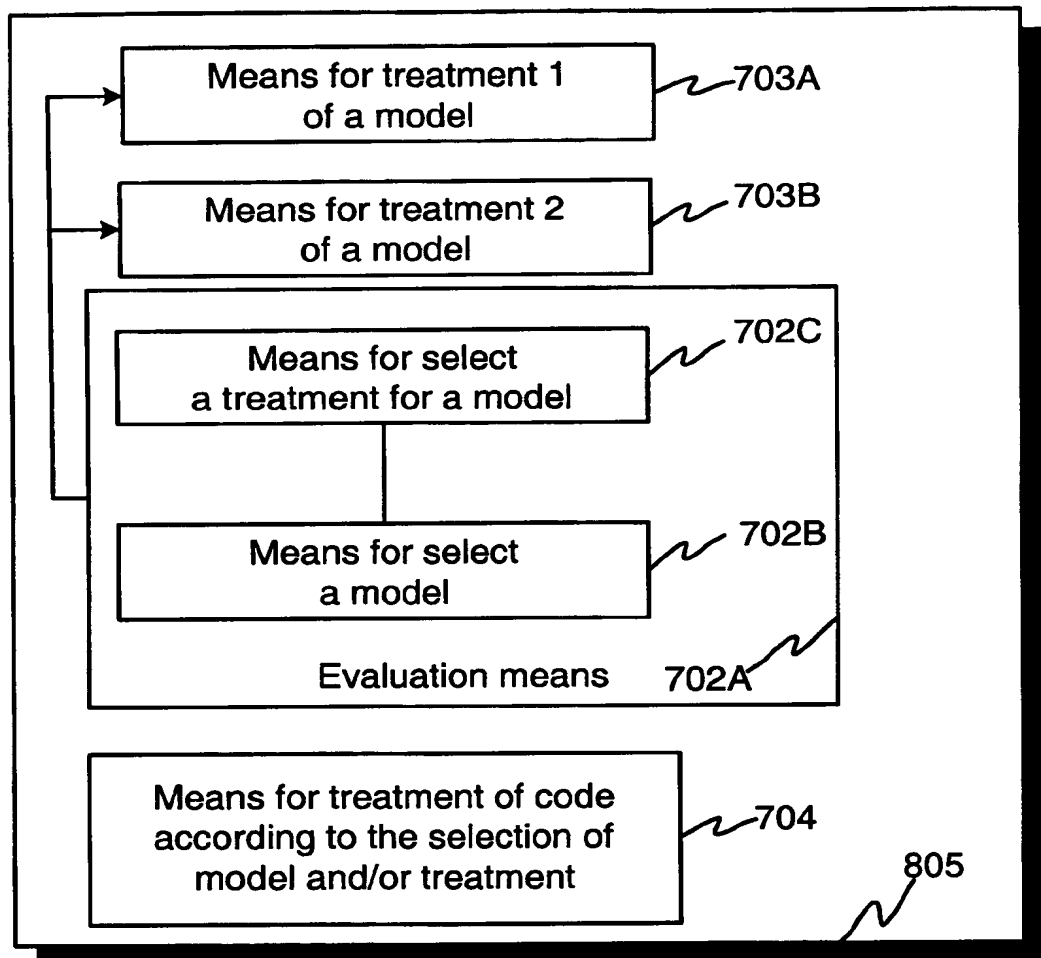 Means for treatment 1
of a model
703A
Means for treatment 2
of a model
703B
Means for select
a treatment for a model
702C
Means for select
a model
702B
Evaluation means
702A
Means for treatment of code
according to the selection of
model and/or treatment
704
805